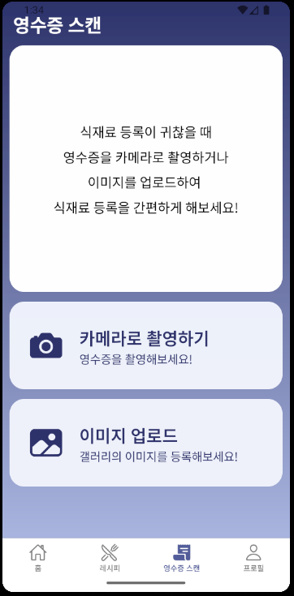 1:34
영수증 스캔
식재료 등록이 귀찮을 때
영수증을 카메라로 촬영하거나
이미지를 업로드하여
식재료 등록을 간편하게 해보세요!
카메라로 촬영하기
영수증을 촬영해보세요!
이미지 업로드
갤러리의 이미지를 등록해보세요!
홈 레시피 영수증 스캔 프로필